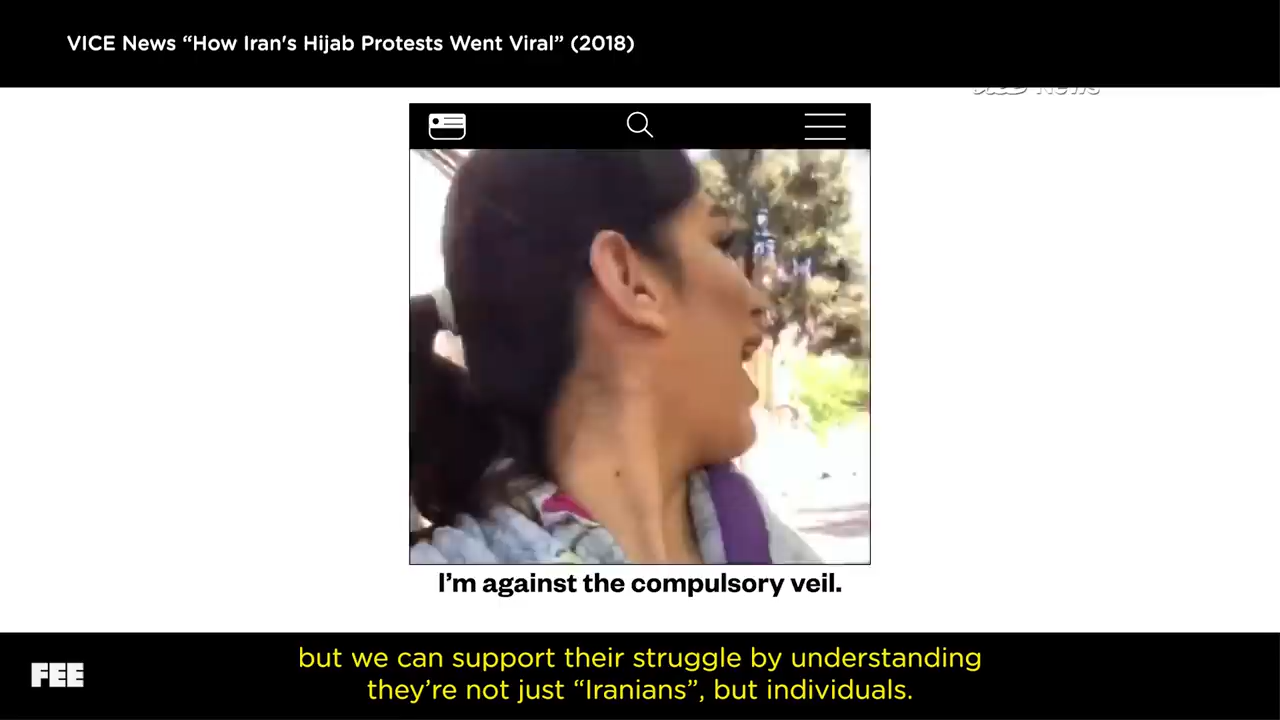 VICE News “How Iran's Hijab Protests Went Viral” (2018)
News
I’m against the compulsory veil.
but we can support their struggle by understanding
they’re not just “Iranians”, but individuals.
FEE